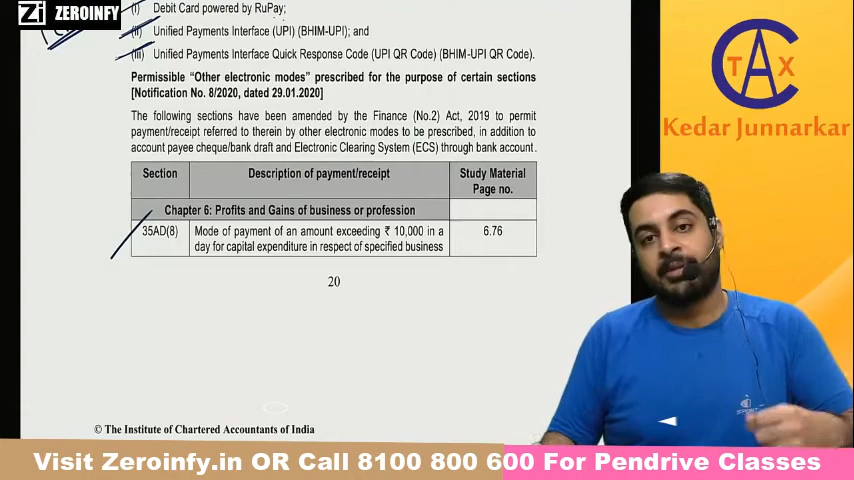 Zi ZEROINFY
(i) Debit Card powered by RuPay;
(ii) Unified Payments Interface (UPI) (BHIM-UPI); and
(iii) Unified Payments Interface Quick Response Code (UPI QR Code) (BHIM-UPI QR Code).
Permissible “Other electronic modes” prescribed for the purpose of certain sections
[Notification No. 8/2020, dated 29.01.2020]
The following sections have been amended by the Finance (No.2) Act, 2019 to permit
payment/receipt referred to therein by other electronic modes to be prescribed, in addition to
account payee cheque/bank draft and Electronic Clearing System (ECS) through bank account.
Section Description of payment/receipt Study Material
Page no.
Chapter 6: Profits and Gains of business or profession
35AD(8) Mode of payment of an amount exceeding ₹ 10,000 in a 6.76
day for capital expenditure in respect of specified business
20
© The Institute of Chartered Accountants of India
CA
TAX
Kedar Junnarkar
Visit Zeroinfy.in OR Call 8100 800 600 For Pendrive Classes